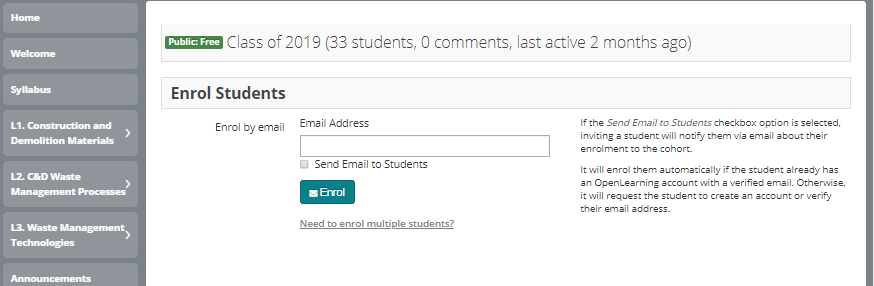 Home
Welcome
Syllabus
L1. Construction and
Demolition Materials
L2. C&D Waste
Management Processes
L3. Waste Management
Technologies
Announcements
Public: Free Class of 2019 (33 students, 0 comments, last active 2 months ago)
Enrol Students
Enrol by email
Email Address
Send Email to Students
Enrol
Need to enrol multiple students?
If the Send Email to Students checkbox option is selected,
inviting a student will notify them via email about their
enrolment to the cohort.
It will enrol them automatically if the student already has
an OpenLearning account with a verified email. Otherwise,
it will request the student to create an account or verify
their email address.